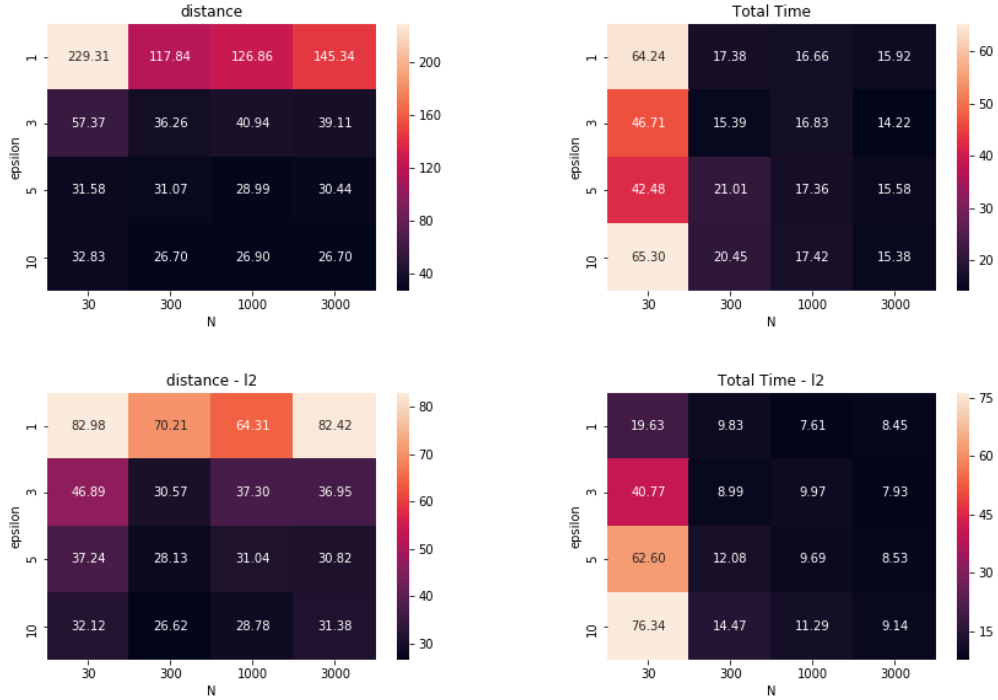 distance
229.31 117.84 126.86 145.34
57.37 36.26 40.94 39.11
31.58 31.07 28.99 30.44
32.83 26.70 26.90 26.70
1
3
5
10
epsilon
30 300 1000 3000
N
200
160
120
80
40
Total Time
64.24 17.38 16.66 15.92
46.71 15.39 16.83 14.22
42.48 21.01 17.36 15.58
65.30 20.45 17.42 15.38
1
3
5
10
epsilon
30 300 1000 3000
N
60
50
40
30
20
distance - l2
82.98 70.21 64.31 82.42
46.89 30.57 37.30 36.95
37.24 28.13 31.04 30.82
32.12 26.62 28.78 31.38
1
3
5
10
epsilon
30 300 1000 3000
N
80
70
60
50
40
30
Total Time - l2
19.63 9.83 7.61 8.45
40.77 8.99 9.97 7.93
62.60 12.08 9.69 8.53
76.34 14.47 11.29 9.14
1
3
5
10
epsilon
30 300 1000 3000
N
75
60
45
30
15